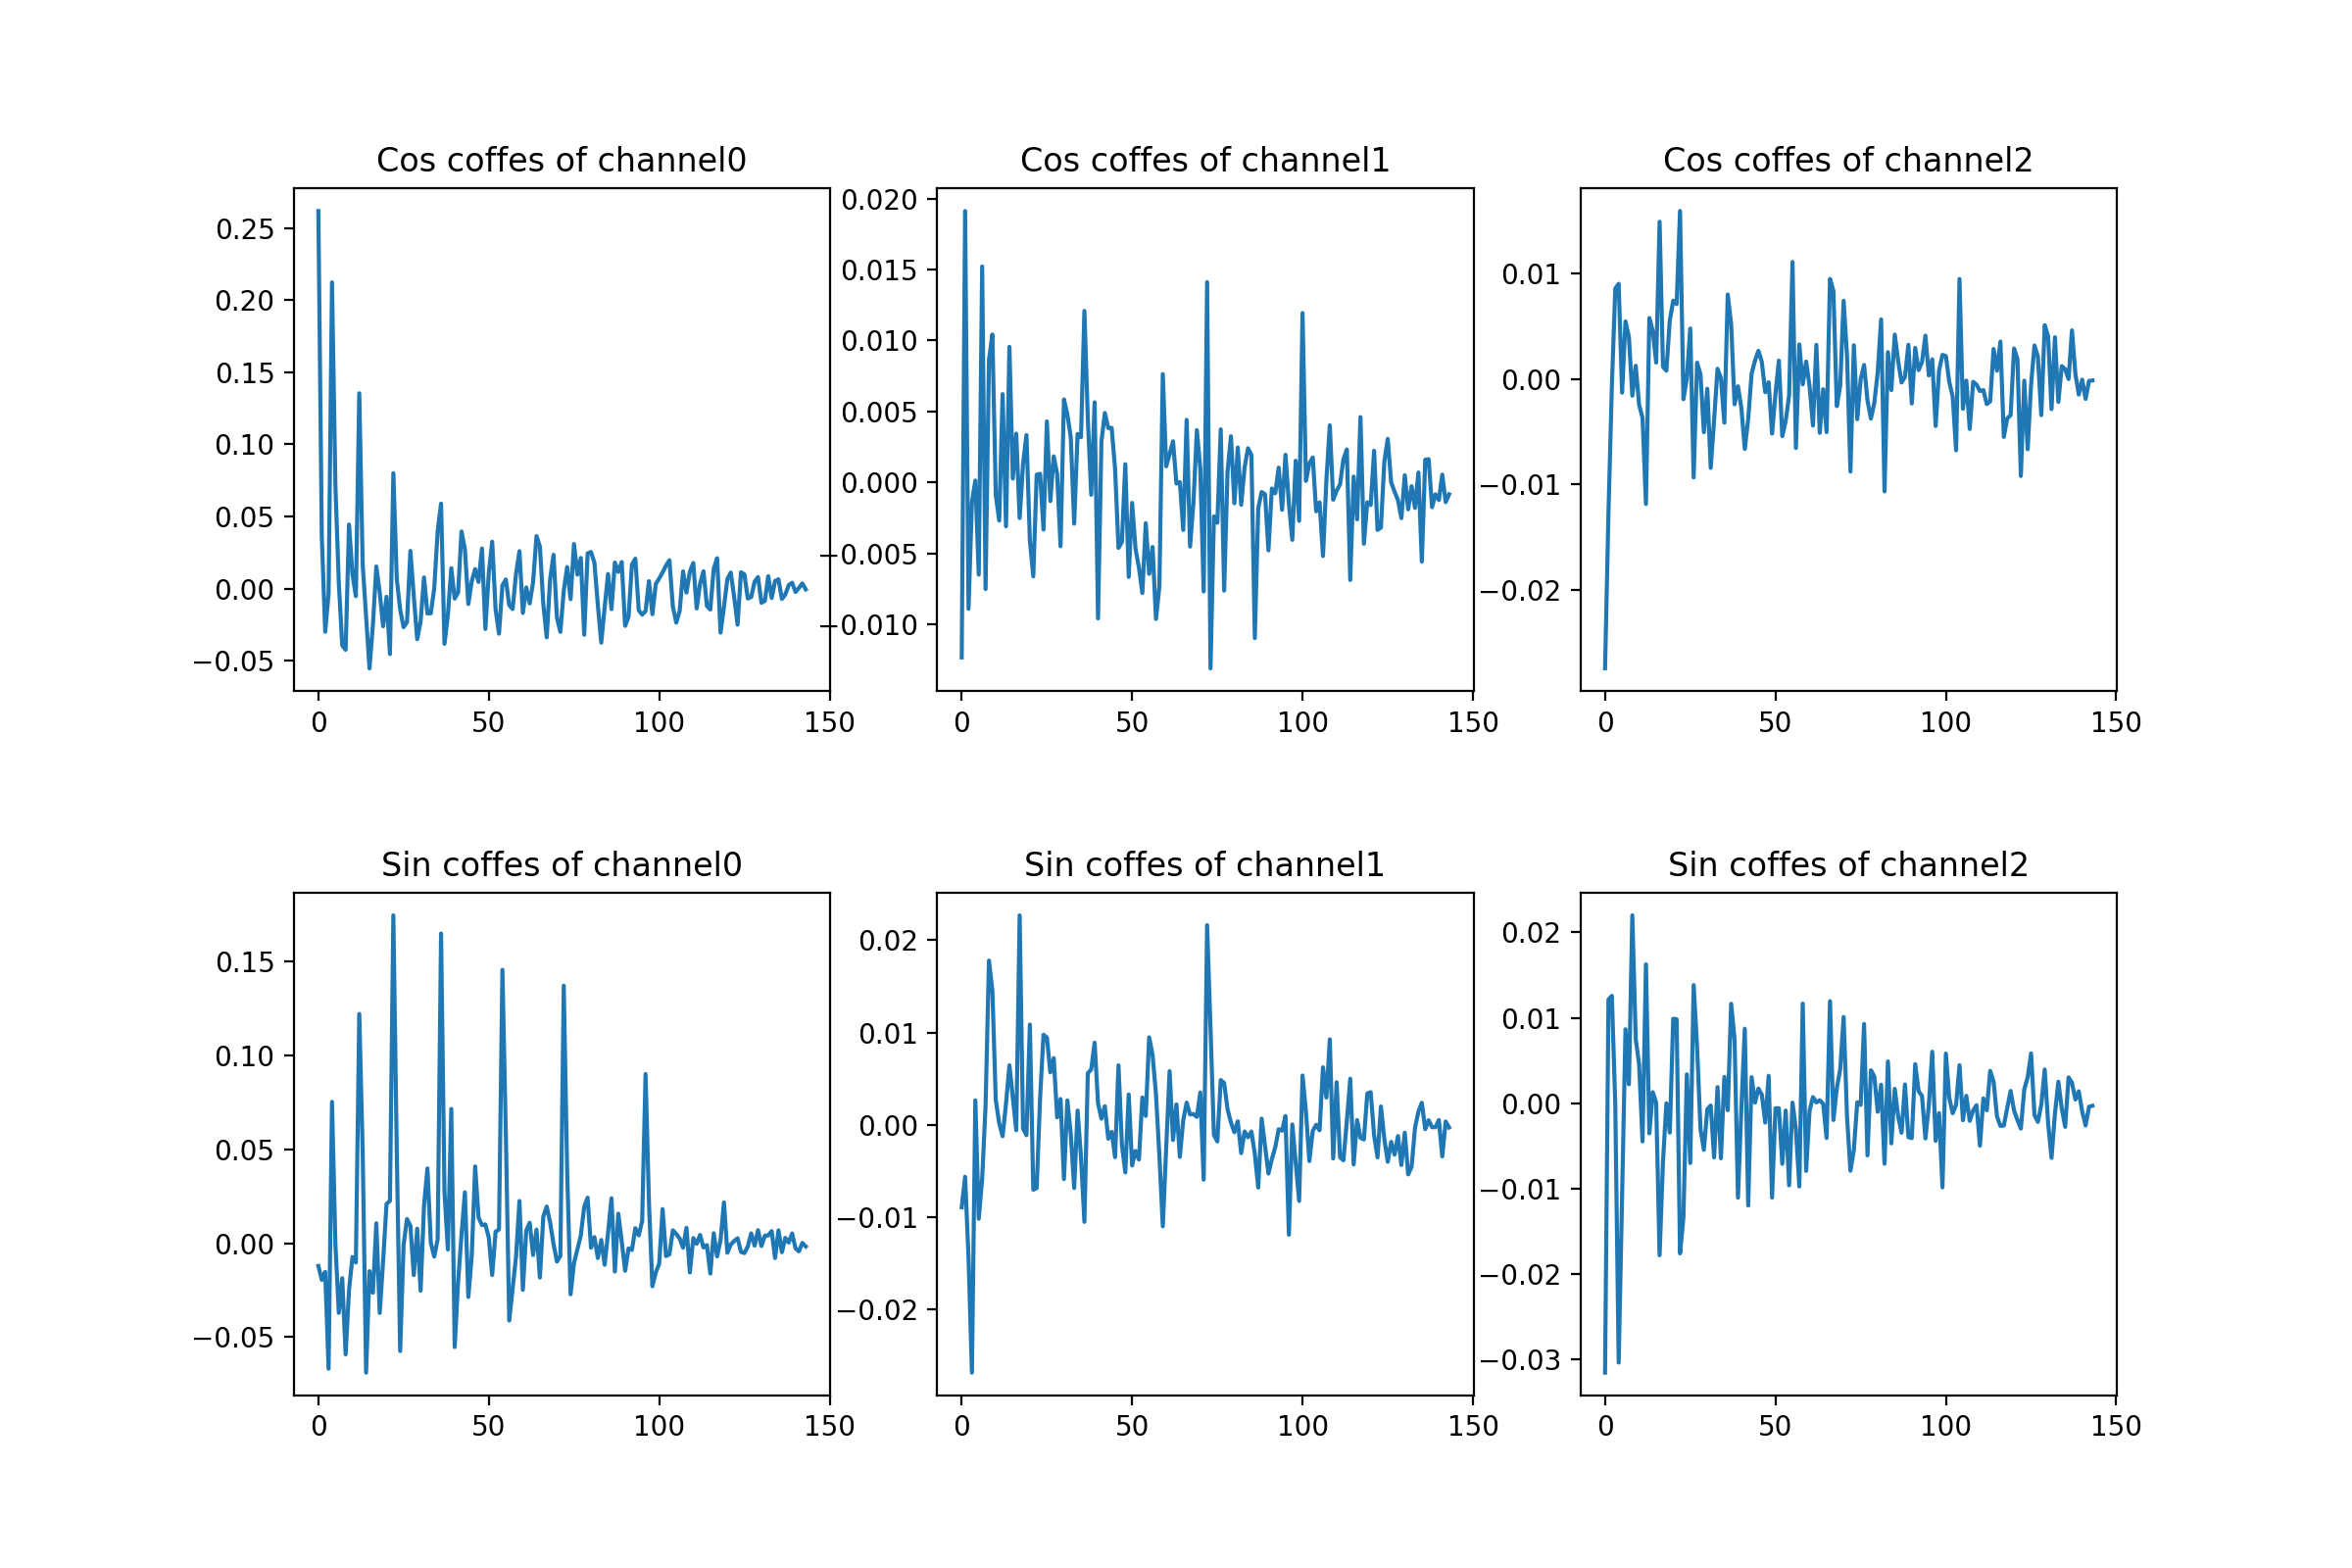 Cos coffes of channel0
0.25
0.20
0.15
0.10
0.05
0.00
−0.05
0 50 100 150
Cos coffes of channel1
0.020
0.015
0.010
0.005
0.000
−0.005
−0.010
0 50 100 150
Cos coffes of channel2
0.01
0.00
−0.01
−0.02
0 50 100 150
Sin coffes of channel0
0.15
0.10
0.05
0.00
−0.05
0 50 100 150
Sin coffes of channel1
0.02
0.01
0.00
−0.01
−0.02
0 50 100 150
Sin coffes of channel2
0.02
0.01
0.00
−0.01
−0.02
−0.03
0 50 100 150